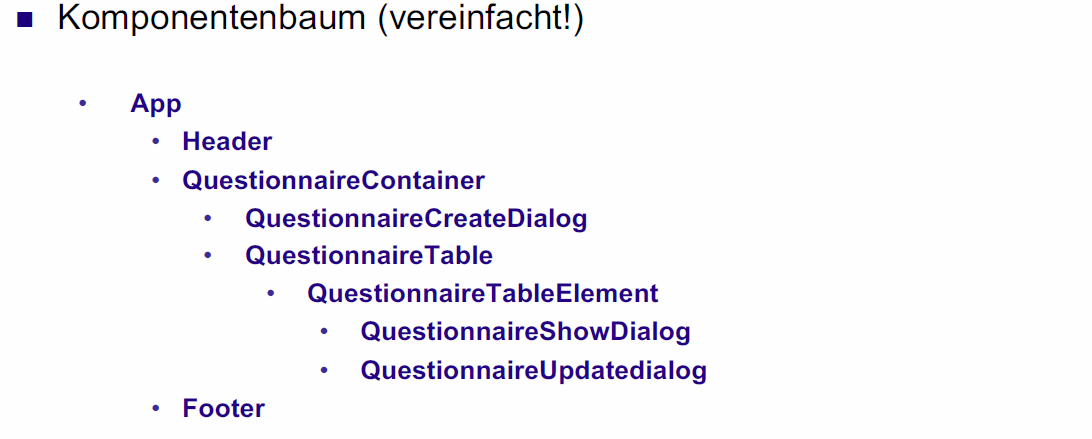 Komponentenbaum (vereinfacht!)
App
Header
QuestionnaireContainer
QuestionnaireCreateDialog
QuestionnaireTable
QuestionnaireTableElement
QuestionnaireShowDialog
QuestionnaireUpdatedialog
Footer